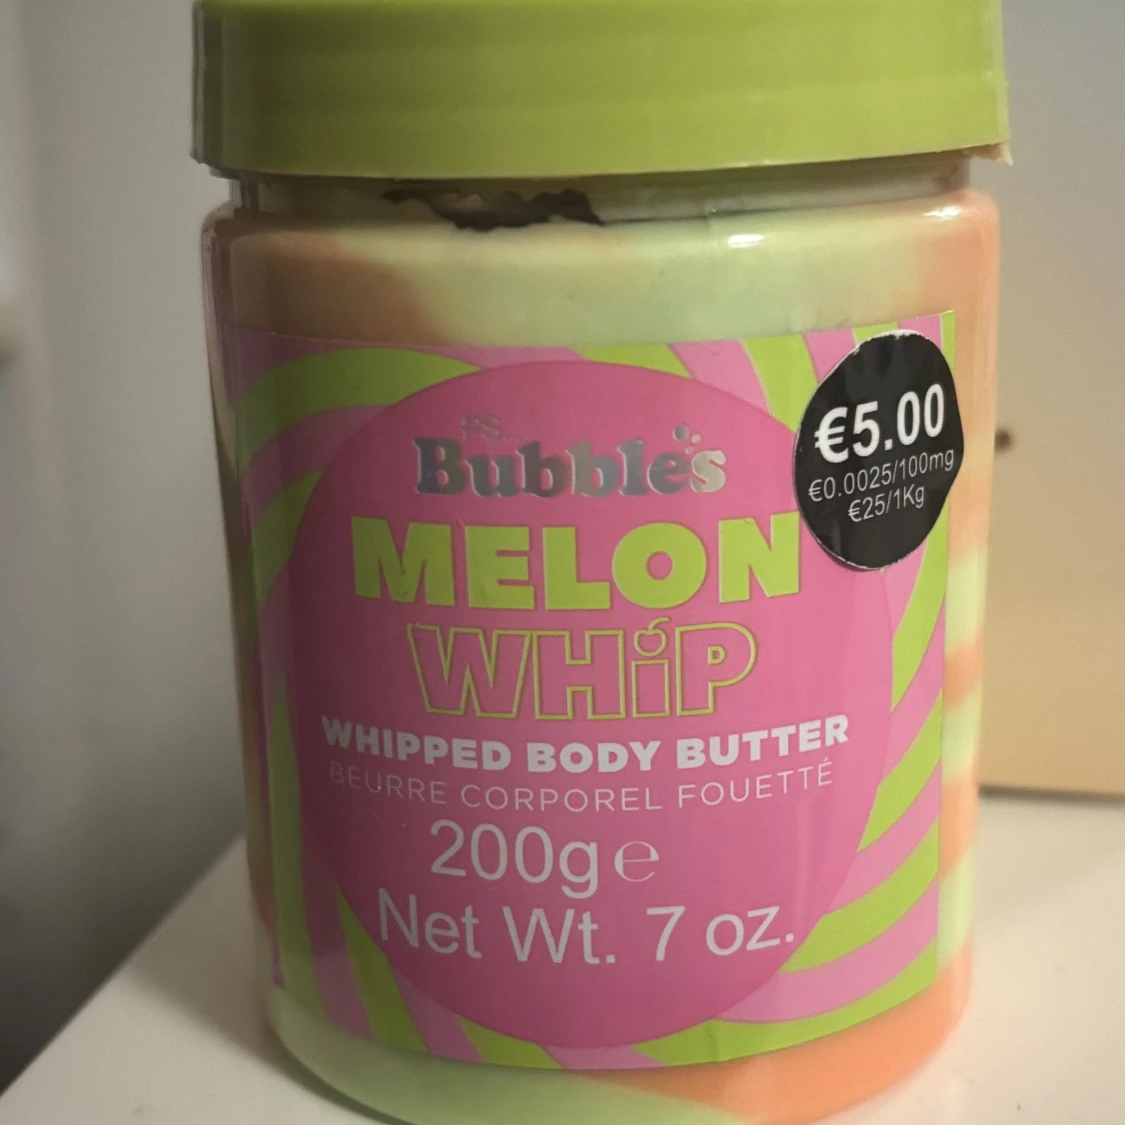 PS...
Bubbles
MELON
WHiP
WHIPPED BODY BUTTER
BEURRE CORPOREL FOUETTÉ
200g e
Net Wt. 7 oz.
€5.00
€0.0025/100mg
€25/1Kg